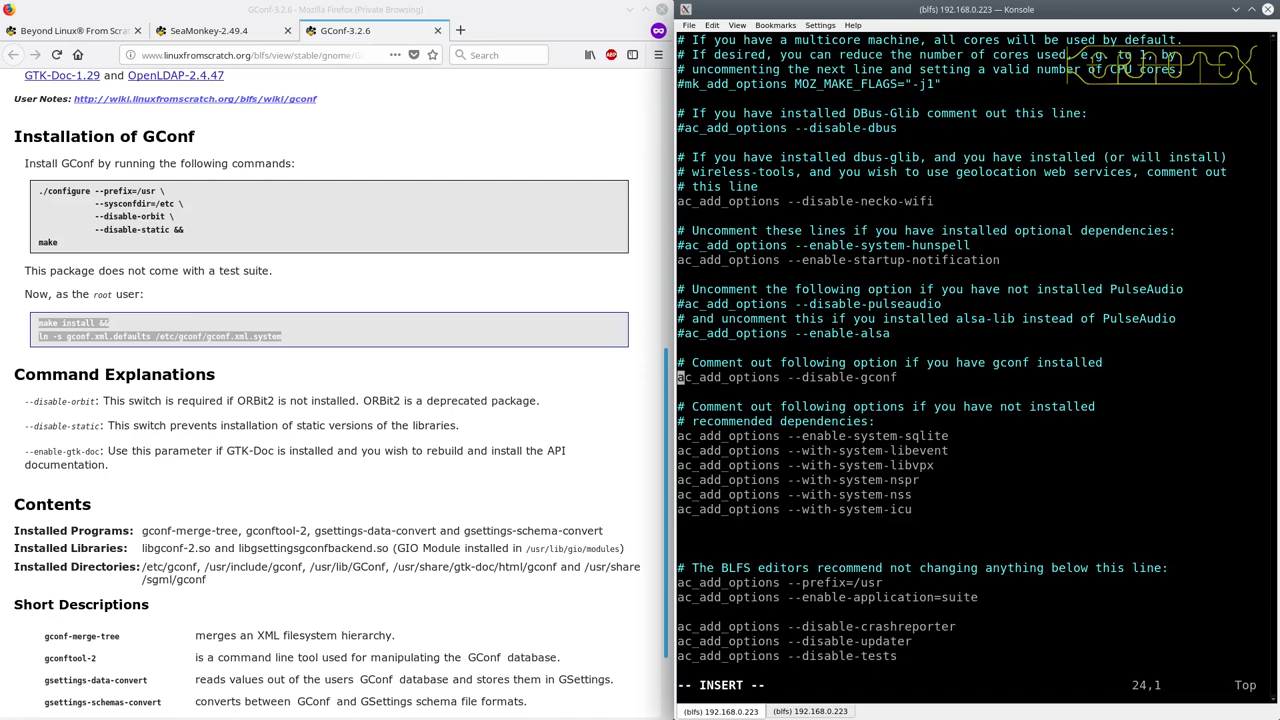 GConf-3.2.6 - Mozilla Firefox (Private Browsing)
Beyond Linux® From Scra
SeaMonkey-2.49.4
GConf-3.2.6
www.linuxfromscratch.org/blfs/view/stable/gnome/G
Search
GTK-Doc-1.29 and OpenLDAP-2.4.47
User Notes: http://wiki.linuxfromscratch.org/blfs/wiki/gconf
Installation of GConf
Install GConf by running the following commands:
./configure --prefix=/usr \
--sysconfdir=/etc \
--disable-orbit \
--disable-static &&
make
This package does not come with a test suite.
Now, as the root user:
make install &&
ln -s gconf.xml.defaults /etc/gconf/gconf.xml.system
Command Explanations
--disable-orbit: This switch is required if ORBit2 is not installed. ORBit2 is a deprecated package.
--disable-static: This switch prevents installation of static versions of the libraries.
--enable-gtk-doc: Use this parameter if GTK-Doc is installed and you wish to rebuild and install the API
documentation.
Contents
Installed Programs: gconf-merge-tree, gconftool-2, gsettings-data-convert and gsettings-schema-convert
Installed Libraries: libgconf-2.so and libgsettingsgconfbackend.so (GIO Module installed in /usr/lib/gio/modules)
Installed Directories: /etc/gconf, /usr/include/gconf, /usr/lib/GConf, /usr/share/gtk-doc/html/gconf and /usr/share
/sgml/gconf
Short Descriptions
gconf-merge-tree merges an XML filesystem hierarchy.
gconftool-2 is a command line tool used for manipulating the GConf database.
gsettings-data-convert reads values out of the users GConf database and stores them in GSettings.
gsettings-schemas-convert converts between GConf and GSettings schema file formats.
(blfs) 192.168.0.223 — Konsole
File Edit View Bookmarks Settings Help
# If you have a multicore machine, all cores will be used by default.
# If desired, you can reduce the number of cores used, e.g. to 1, by
# uncommenting the next line and setting a valid number of CPU cores.
#mk_add_options MOZ_MAKE_FLAGS="-j1"
# If you have installed DBus-Glib comment out this line:
#ac_add_options --disable-dbus
# If you have installed dbus-glib, and you have installed (or will install)
# wireless-tools, and you wish to use geolocation web services, comment out
# this line
ac_add_options --disable-necko-wifi
# Uncomment these lines if you have installed optional dependencies:
#ac_add_options --enable-system-hunspell
ac_add_options --enable-startup-notification
# Uncomment the following option if you have not installed PulseAudio
#ac_add_options --disable-pulseaudio
# and uncomment this if you installed alsa-lib instead of PulseAudio
#ac_add_options --enable-alsa
# Comment out following option if you have gconf installed
ac_add_options --disable-gconf
# Comment out following options if you have not installed
# recommended dependencies:
ac_add_options --enable-system-sqlite
ac_add_options --with-system-libevent
ac_add_options --with-system-libvpx
ac_add_options --with-system-nspr
ac_add_options --with-system-nss
ac_add_options --with-system-icu
# The BLFS editors recommend not changing anything below this line:
ac_add_options --prefix=/usr
ac_add_options --enable-application=suite
ac_add_options --disable-crashreporter
ac_add_options --disable-updater
ac_add_options --disable-tests
-- INSERT -- 24,1 Top
(blfs) 192.168.0.223 (blfs) 192.168.0.223